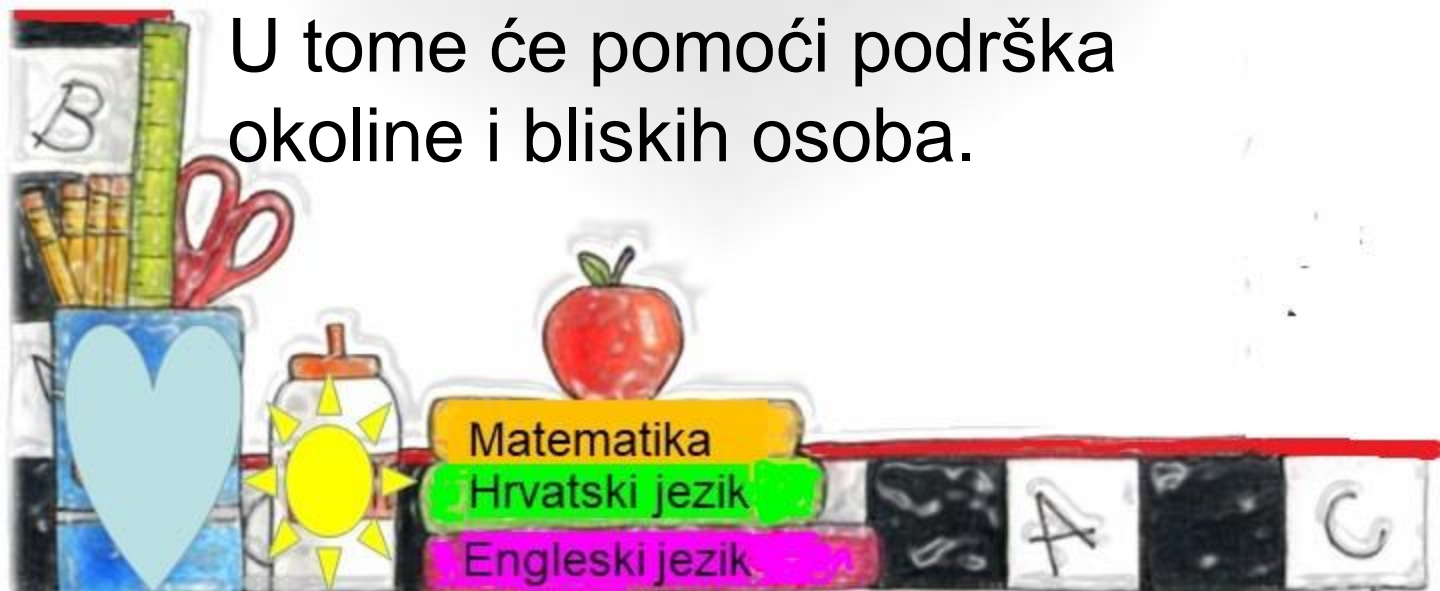 U tome će pomoći podrška
okoline i bliskih osoba.
B
Matematika
Hrvatski jezik
Engleski jezik
A
C